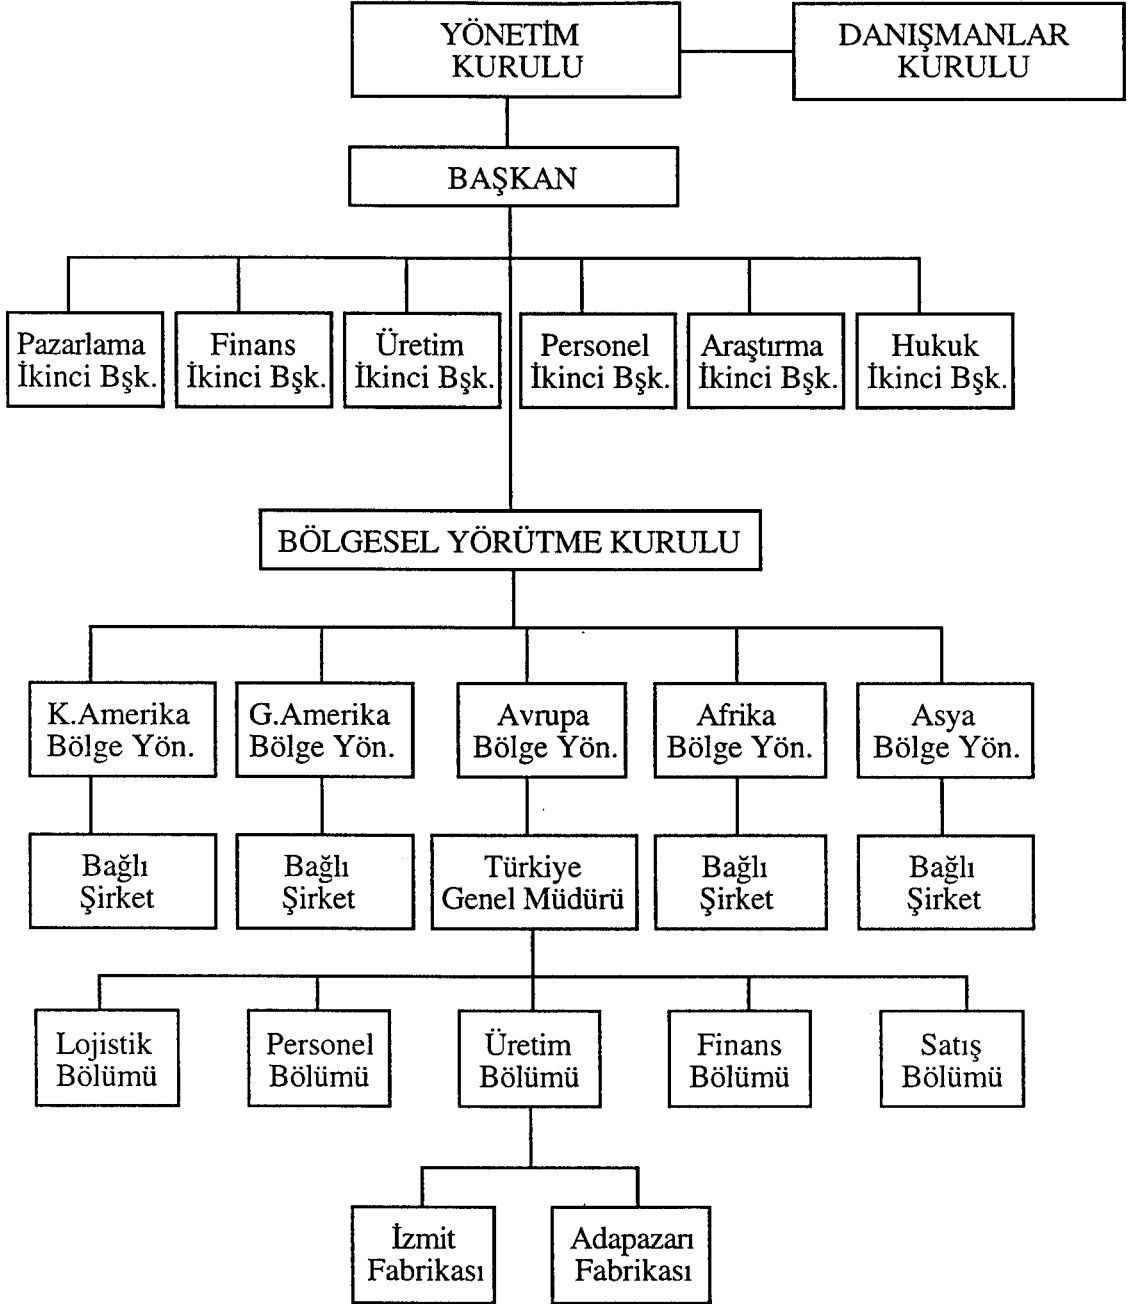 YÖNETİM
KURULU
DANIŞMANLAR
KURULU
BAŞKAN
Pazarlama
İkinci Bşk.
Finans
İkinci Bşk.
Üretim
İkinci Bşk.
Personel
İkinci Bşk.
Araştırma
İkinci Bşk.
Hukuk
İkinci Bşk.
BÖLGESEL YÖRÜTME KURULU
K.Amerika
Bölge Yön.
G.Amerika
Bölge Yön.
Avrupa
Bölge Yön.
Afrika
Bölge Yön.
Asya
Bölge Yön.
Bağlı
Şirket
Bağlı
Şirket
Türkiye
Genel Müdürü
Bağlı
Şirket
Bağlı
Şirket
Lojistik
Bölümü
Personel
Bölümü
Üretim
Bölümü
Finans
Bölümü
Satış
Bölümü
İzmit
Fabrikası
Adapazarı
Fabrikası